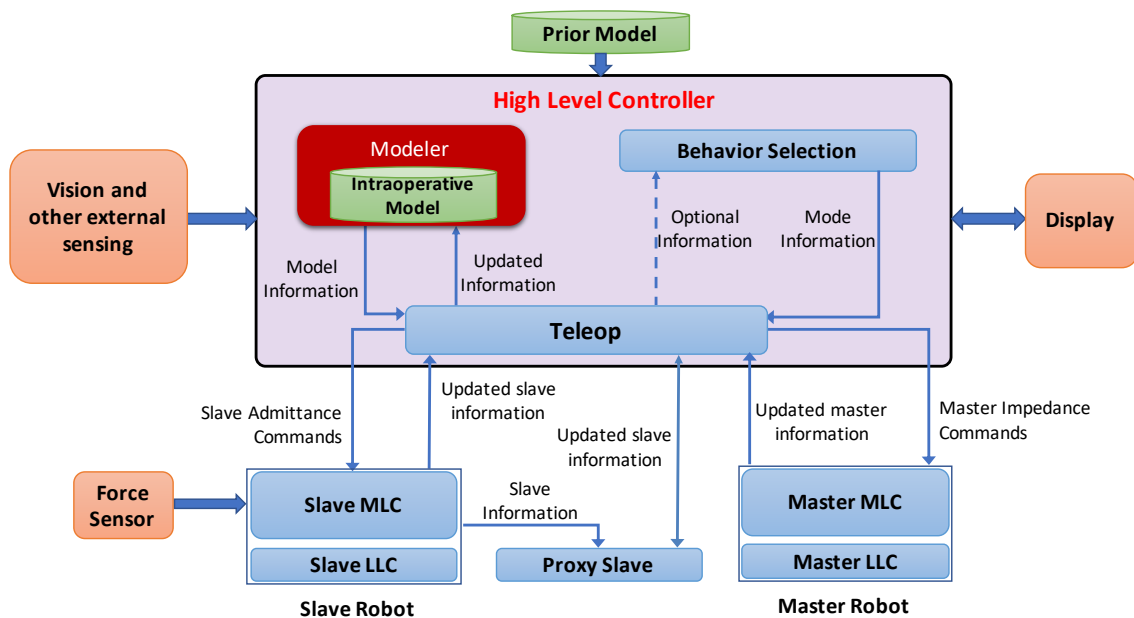 Prior Model
High Level Controller
Modeler
Intraoperative
Model
Behavior Selection
Vision and
other external
sensing
Display
Optional
Information
Mode
Information
Model
Information
Updated
Information
Teleop
Slave Admittance
Commands
Updated slave
information
Updated slave
information
Updated master
information
Master Impedance
Commands
Force
Sensor
Slave MLC
Slave LLC
Slave Robot
Slave
Information
Proxy Slave
Master MLC
Master LLC
Master Robot